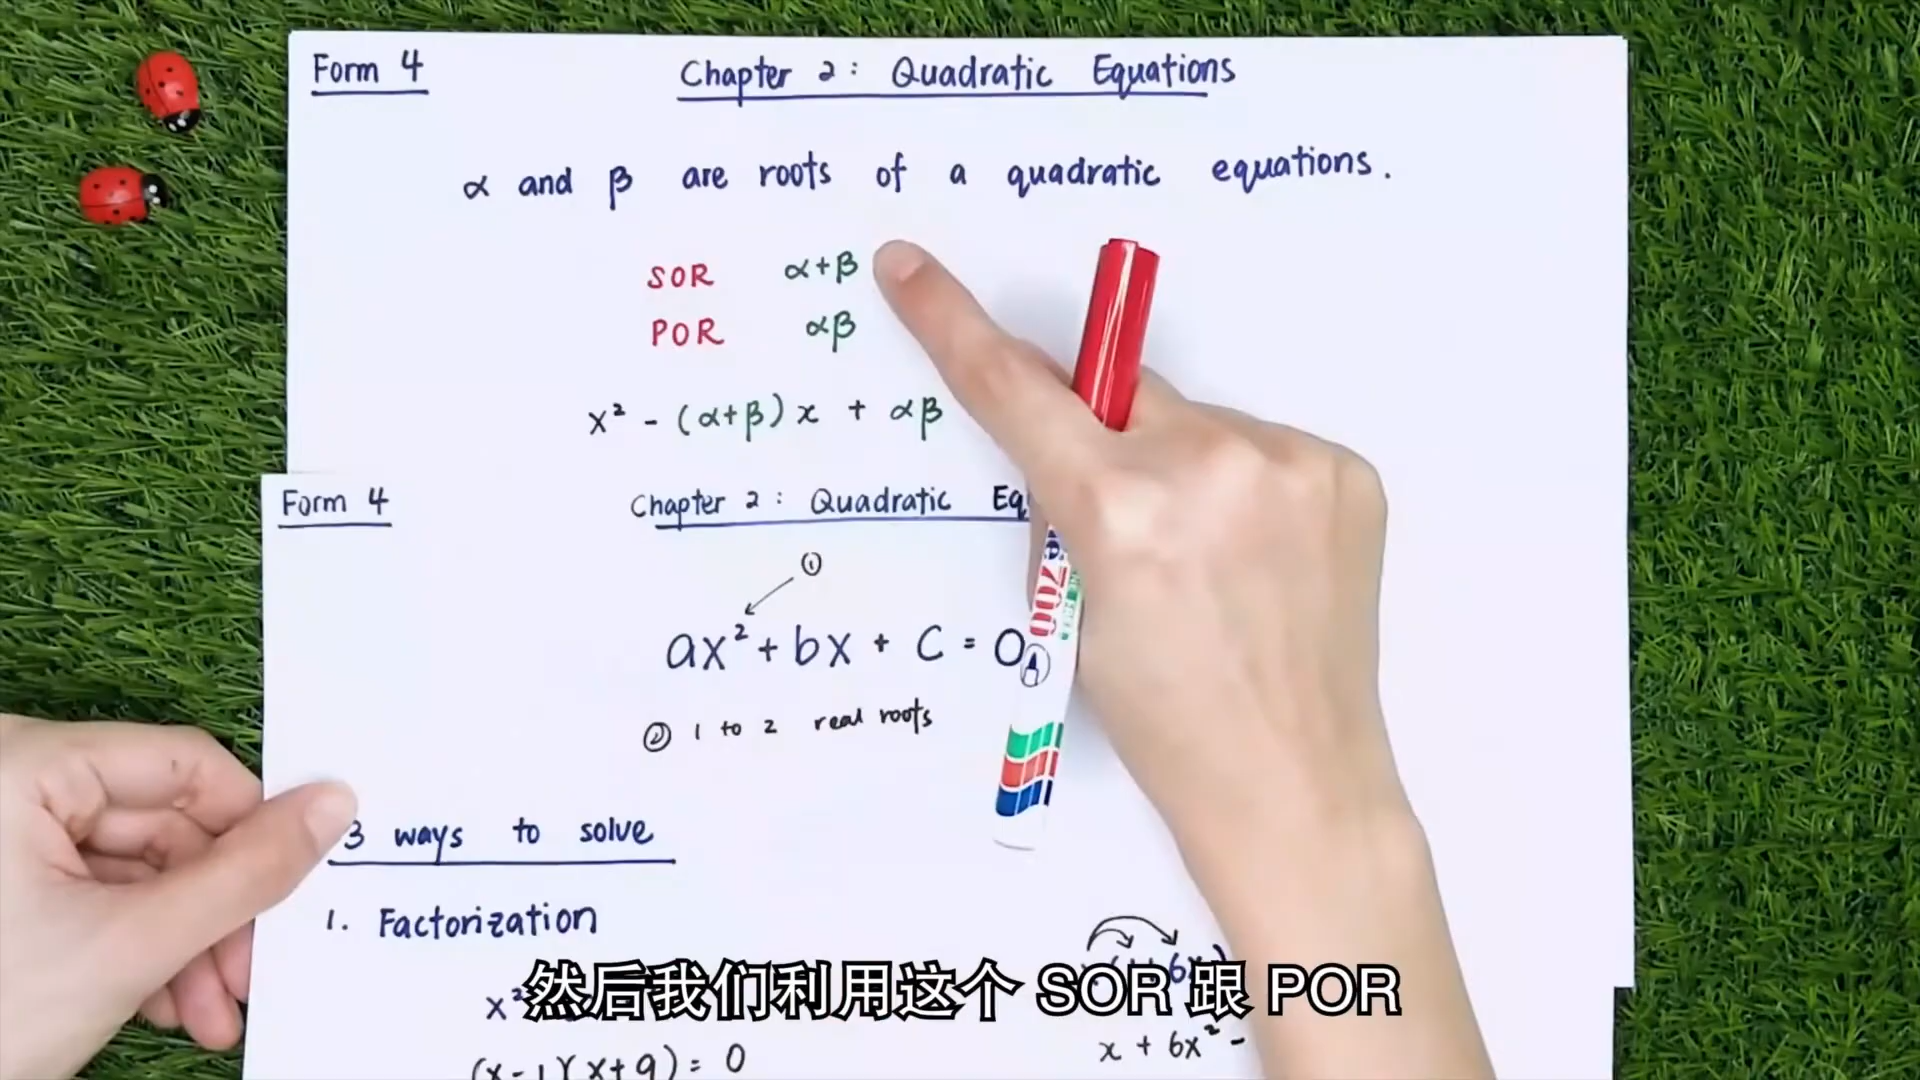 Form 4
Chapter 2: Quadratic Equations
α and β are roots of a quadratic equations.
SOR α+β
POR αβ
x² - (α+β)x + αβ
Form 4
Chapter 2: Quadratic Eq
①
ax² + bx + c = 0
700
② 1 to 2 real roots
3 ways to solve
1. Factorization
然后我们利用这个 SOR 跟 POR
x + 6x² -
(x-1)(x+9) = 0